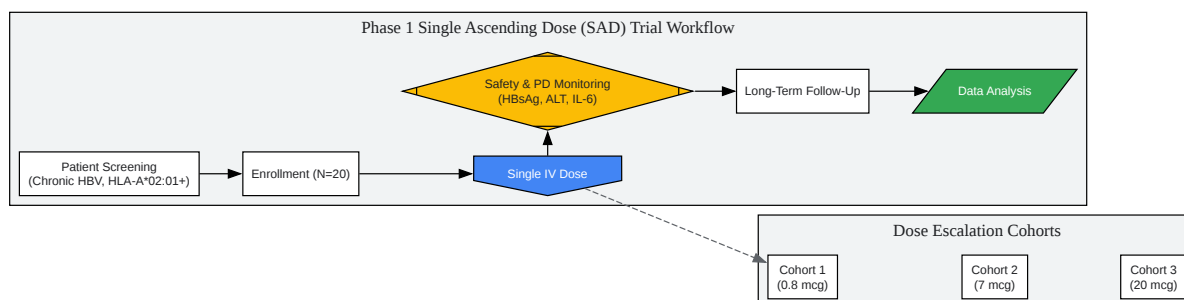 Phase 1 Single Ascending Dose (SAD) Trial Workflow
Safety & PD Monitoring
(HBsAg, ALT, IL-6)
Long-Term Follow-Up
Data Analysis
Patient Screening
(Chronic HBV, HLA-A*02:01+)
Enrollment (N=20)
Single IV Dose
Dose Escalation Cohorts
Cohort 1
(0.8 mcg)
Cohort 2
(7 mcg)
Cohort 3
(20 mcg)